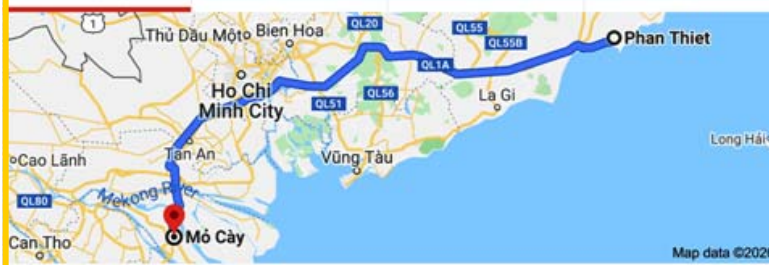 1
QL20
QL55
Thủ Dầu Một
Bien Hoa
QL55B
Phan Thiet
QL1A
Ho Chi
Minh City
QL51
QL56
La Gi
Long Hải
Tan An
Cao Lãnh
Vũng Tàu
Mekong River
QL80
Mỏ Cày
Can Tho
Map data ©2020